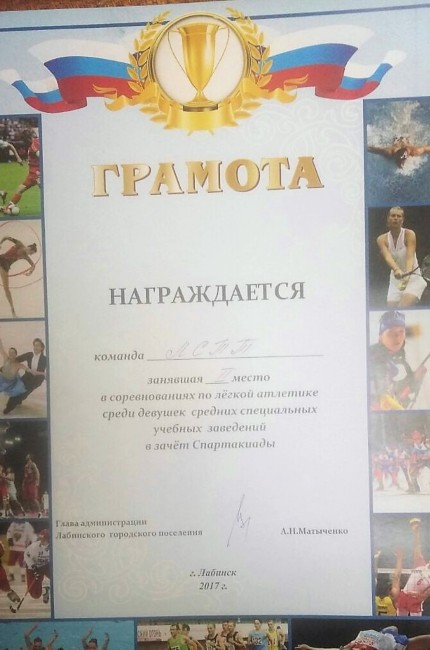 ГРАМОТА
НАГРАЖДАЕТСЯ
команда ЛСПТ
занявшая II место
в соревнованиях по лёгкой атлетике
среди девушек средних специальных
учебных заведений
в зачёт Спартакиады
Глава администрации
Лабинского городского поселения А.Н.Матыченко
г. Лабинск
2017 г.